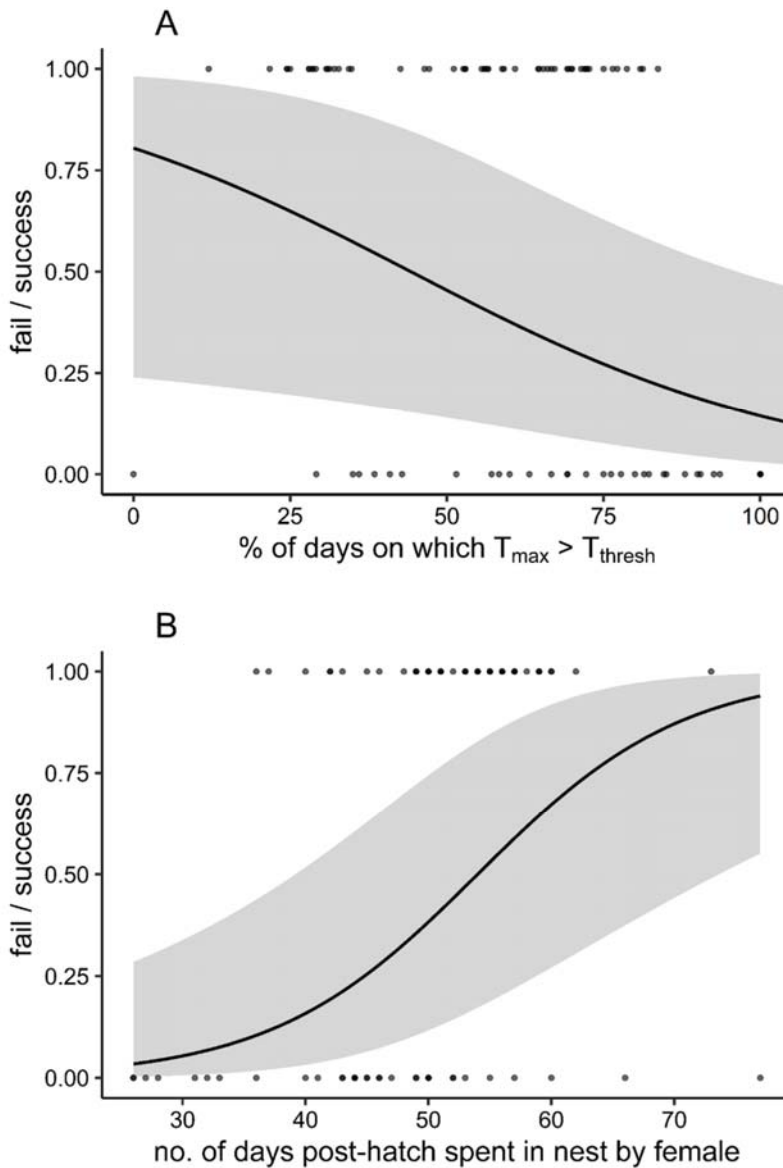 A
1.00
0.75
0.50
0.25
0.00
fail / success
0 25 50 75 100
% of days on which Tmax > Tthresh
B
1.00
0.75
0.50
0.25
0.00
fail / success
30 40 50 60 70
no. of days post-hatch spent in nest by female